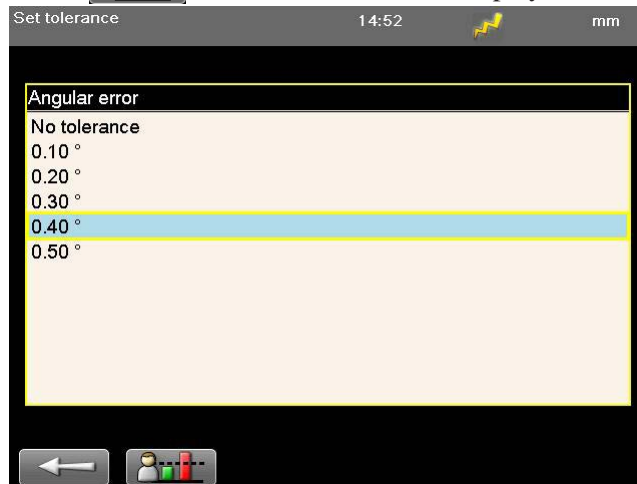 Set tolerance 14:52 mm
Angular error
No tolerance
0.10 °
0.20 °
0.30 °
0.40 °
0.50 °